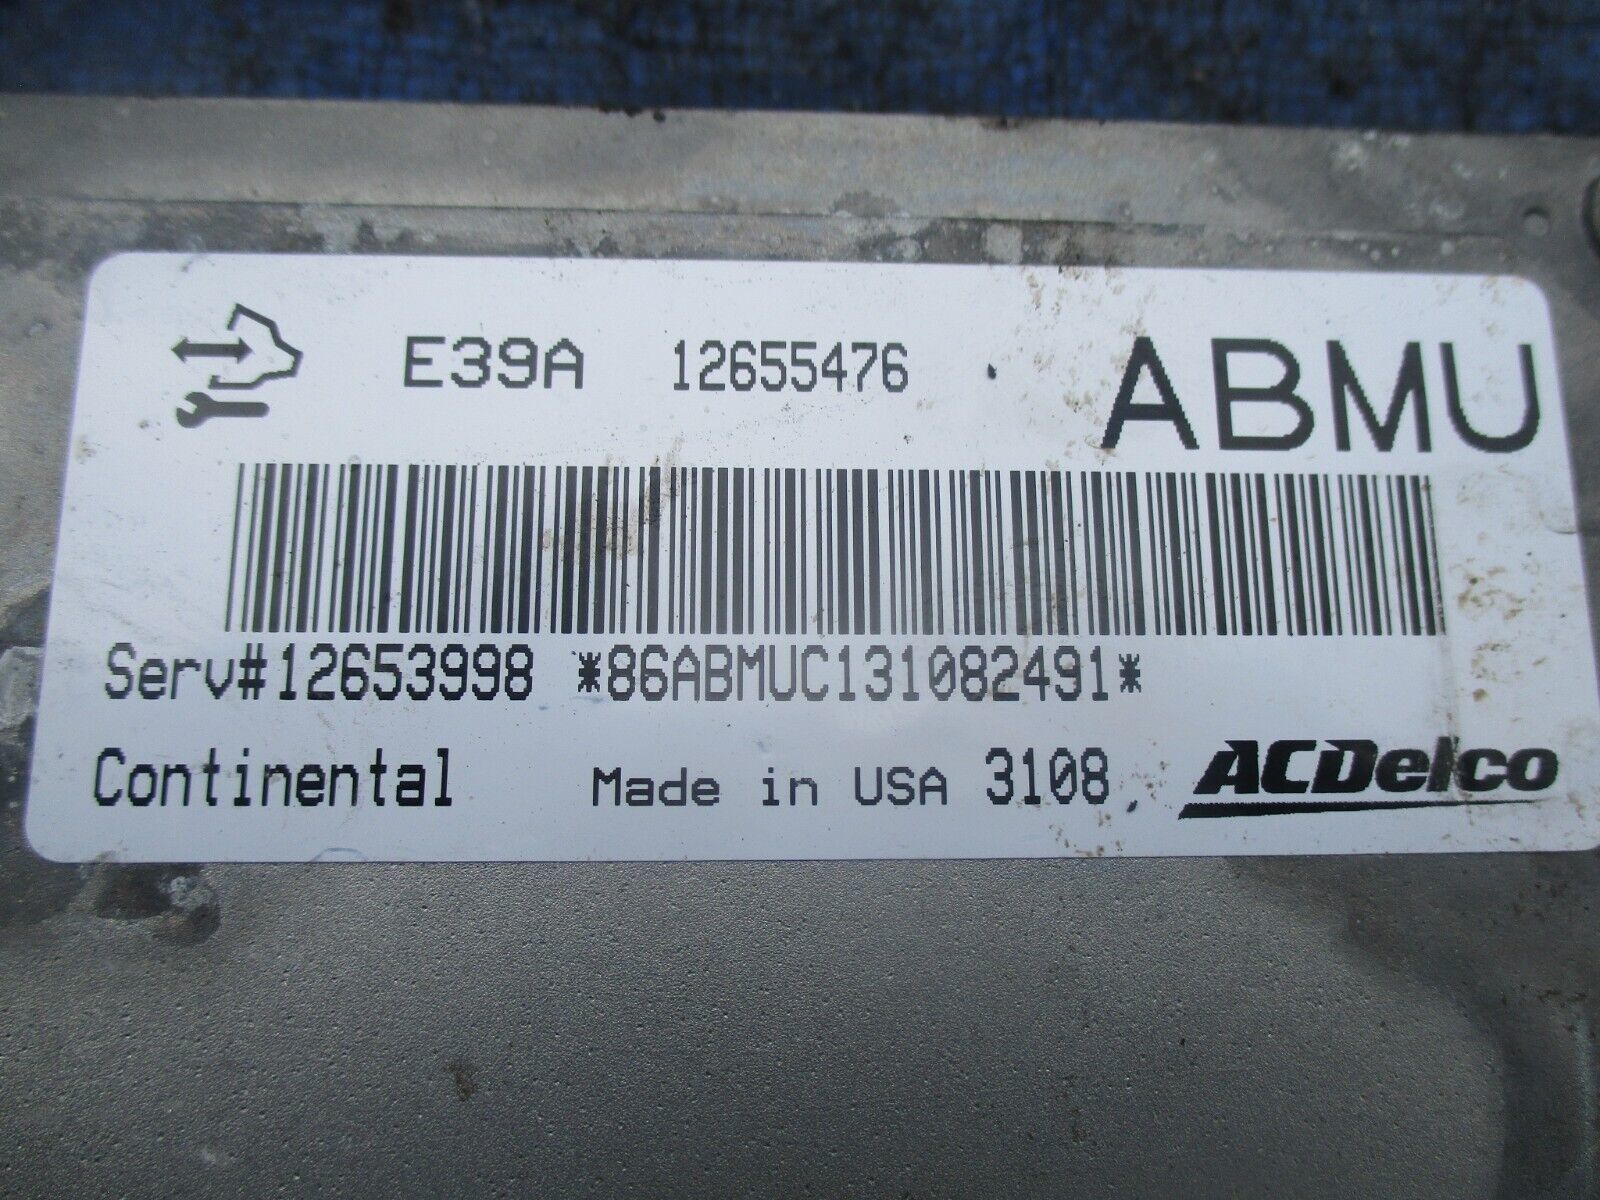 E39A 12655476 ABMU
Serv#12653998 *86ABMUC131082491*
Continental Made in USA 3108 ACDelco